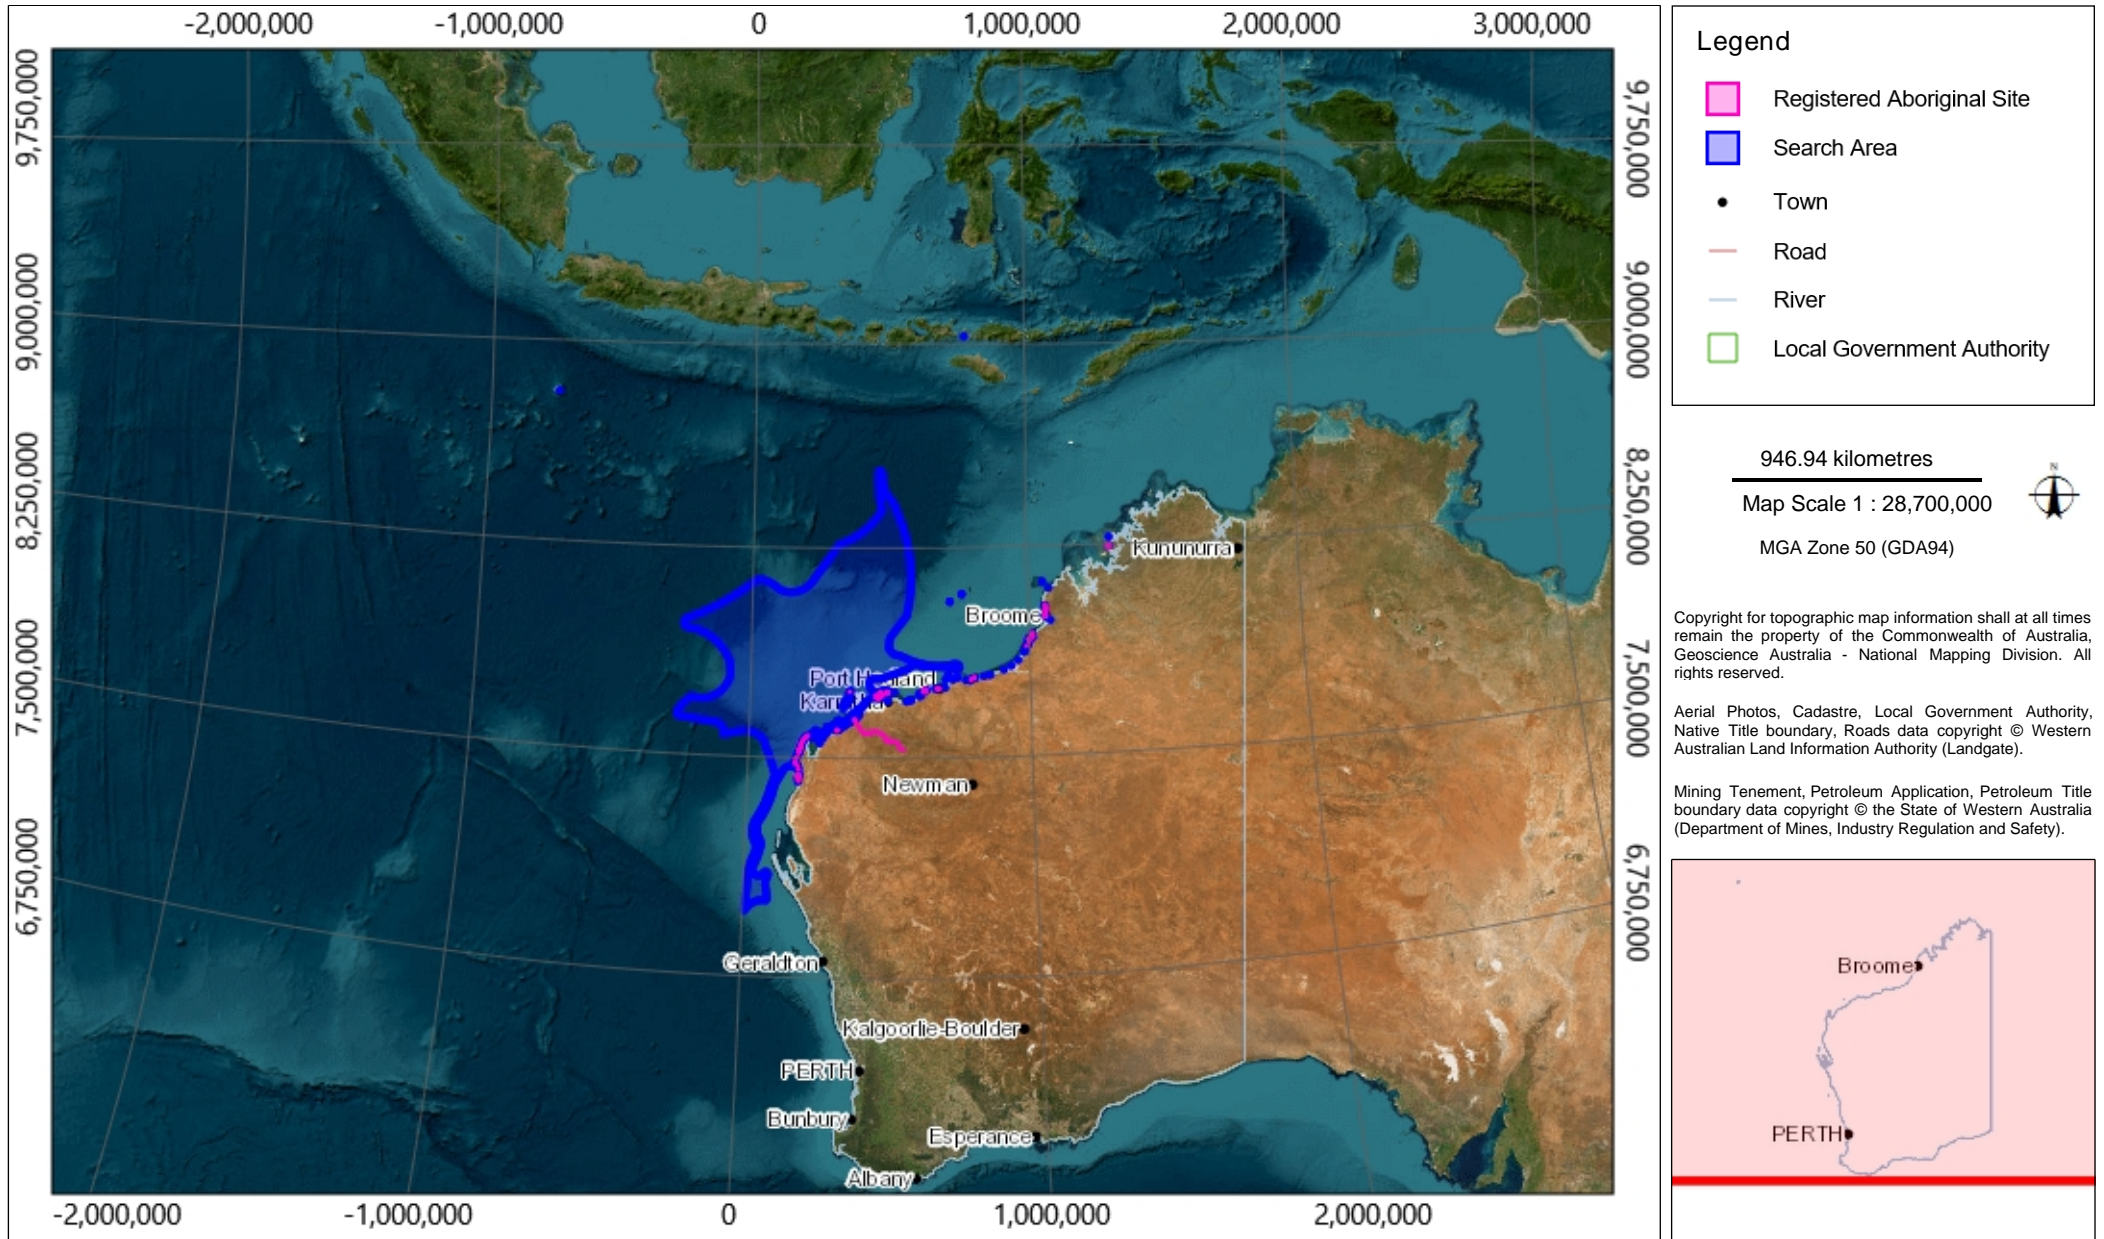 -2,000,000 -1,000,000 0 1,000,000 2,000,000 3,000,000
9,750,000
9,000,000
8,250,000
7,500,000
6,750,000
9,750,000
9,000,000
8,250,000
7,500,000
6,750,000
Kununurra
Broome
Port
Newman
Geraldton
Kalgoorlie-Boulder
PERTH
Bunbury
Esperance
Albany
-2,000,000 -1,000,000 0 1,000,000 2,000,000
Legend
Registered Aboriginal Site
Search Area
Town
Road
River
Local Government Authority
946.94 kilometres
Map Scale 1 : 28,700,000
MGA Zone 50 (GDA94)
N
Copyright for topographic map information shall at all times
remain the property of the Commonwealth of Australia,
Geoscience Australia - National Mapping Division. All
rights reserved.
Aerial Photos, Cadastre, Local Government Authority,
Native Title boundary, Roads data copyright © Western
Australian Land Information Authority (Landgate).
Mining Tenement, Petroleum Application, Petroleum Title
boundary data copyright © the State of Western Australia
(Department of Mines, Industry Regulation and Safety).
Broome
PERTH